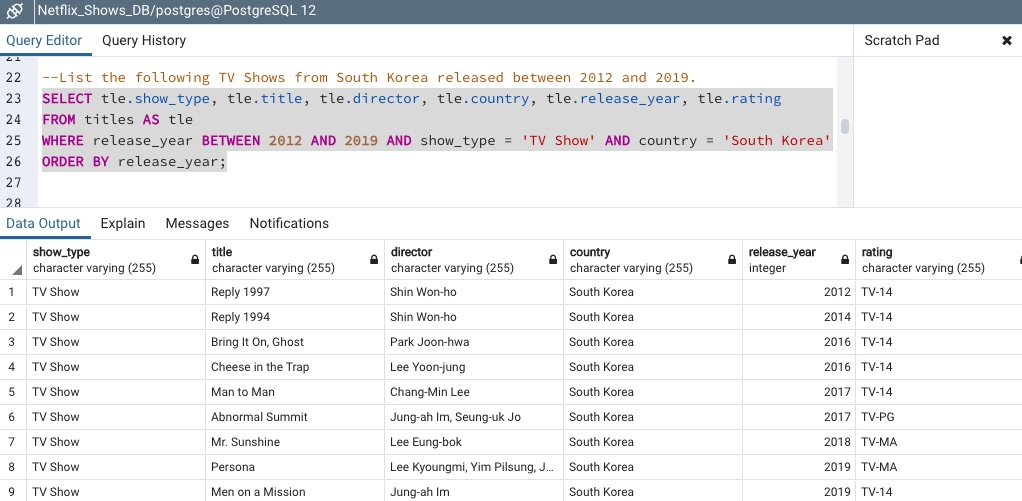 Netflix_Shows_DB/postgres@PostgreSQL 12
Query Editor Query History Scratch Pad
21
22 --List the following TV Shows from South Korea released between 2012 and 2019.
23 SELECT tle.show_type, tle.title, tle.director, tle.country, tle.release_year, tle.rating
24 FROM titles AS tle
25 WHERE release_year BETWEEN 2012 AND 2019 AND show_type = 'TV Show' AND country = 'South Korea'
26 ORDER BY release_year;
27
28
Data Output Explain Messages Notifications
show_type title director country release_year rating
character varying (255) character varying (255) character varying (255) character varying (255) integer character varying (255)
1 TV Show Reply 1997 Shin Won-ho South Korea 2012 TV-14
2 TV Show Reply 1994 Shin Won-ho South Korea 2014 TV-14
3 TV Show Bring It On, Ghost Park Joon-hwa South Korea 2016 TV-14
4 TV Show Cheese in the Trap Lee Yoon-jung South Korea 2016 TV-14
5 TV Show Man to Man Chang-Min Lee South Korea 2017 TV-14
6 TV Show Abnormal Summit Jung-ah Im, Seung-uk Jo South Korea 2017 TV-PG
7 TV Show Mr. Sunshine Lee Eung-bok South Korea 2018 TV-MA
8 TV Show Persona Lee Kyoungmi, Yim Pilsung, J... South Korea 2019 TV-MA
9 TV Show Men on a Mission Jung-ah Im South Korea 2019 TV-14